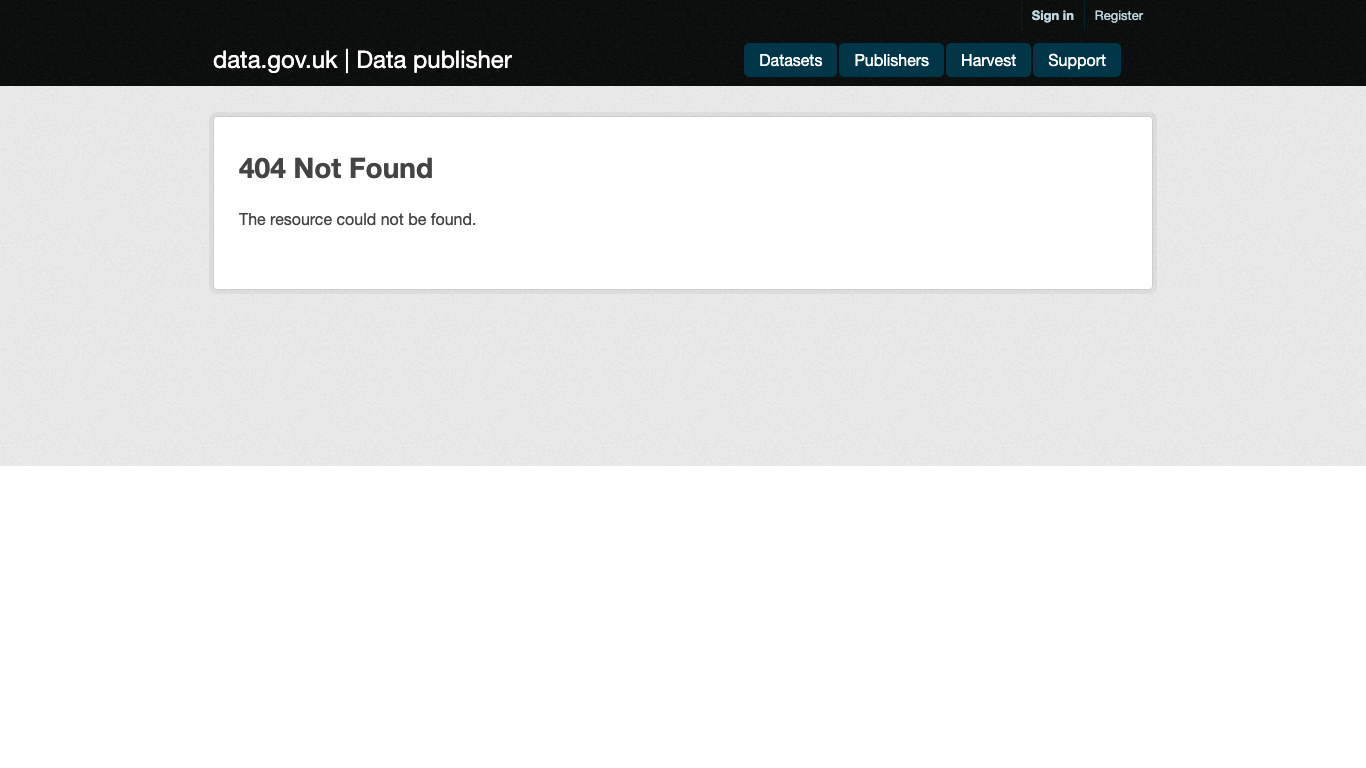 Sign in Register
data.gov.uk | Data publisher Datasets Publishers Harvest Support
404 Not Found
The resource could not be found.